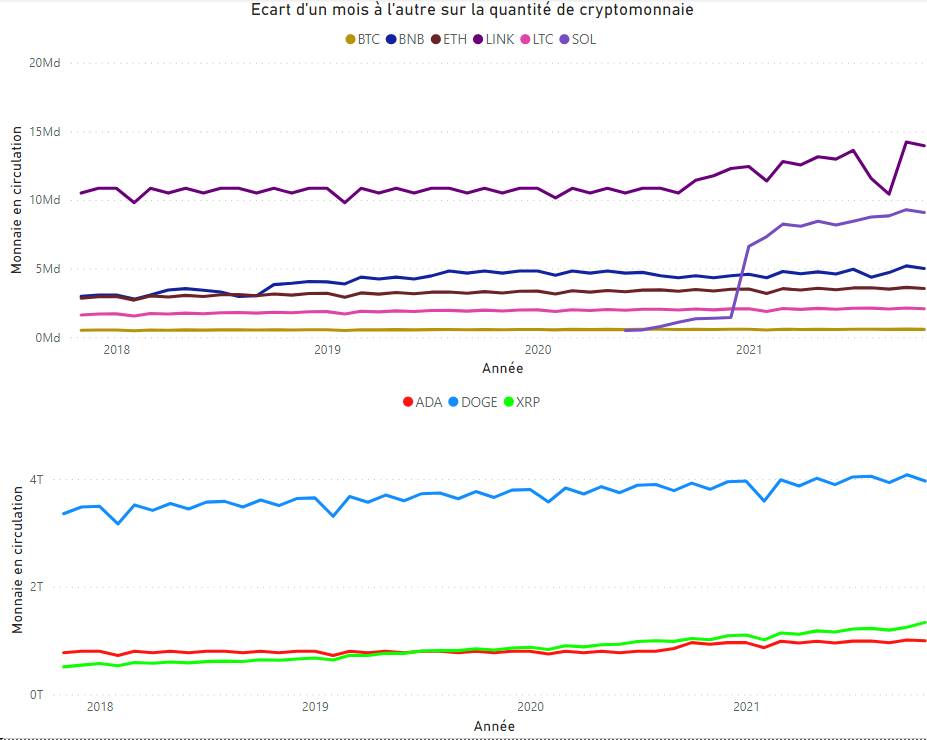 Ecart d'un mois à l'autre sur la quantité de cryptomonnaie
BTC BNB ETH LINK LTC SOL
Monnaie en circulation
20Md
15Md
10Md
5Md
0Md
2018 2019 2020 2021
Année
ADA DOGE XRP
Monnaie en circulation
4T
2T
0T
2018 2019 2020 2021
Année